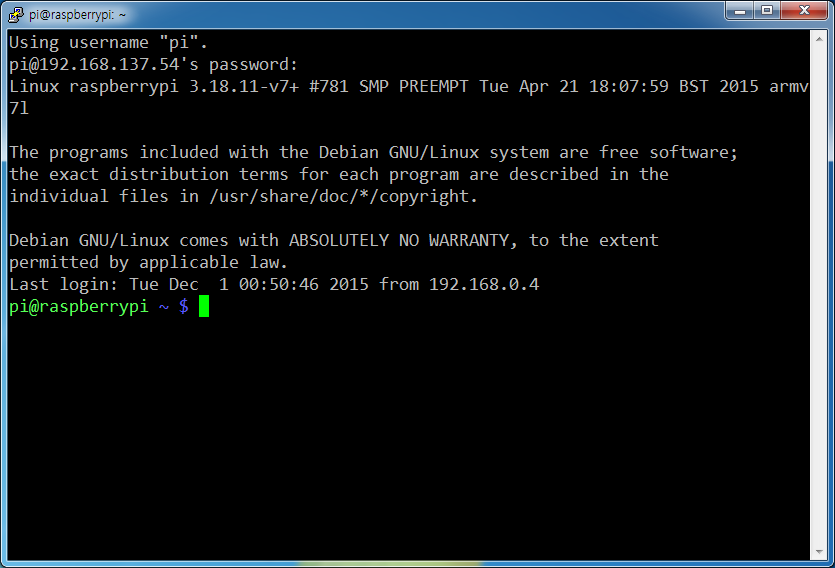 pi@raspberrypi: ~
Using username "pi".
pi@192.168.137.54's password:
Linux raspberrypi 3.18.11-v7+ #781 SMP PREEMPT Tue Apr 21 18:07:59 BST 2015 armv
7l
The programs included with the Debian GNU/Linux system are free software;
the exact distribution terms for each program are described in the
individual files in /usr/share/doc/*/copyright.
Debian GNU/Linux comes with ABSOLUTELY NO WARRANTY, to the extent
permitted by applicable law.
Last login: Tue Dec  1 00:50:46 2015 from 192.168.0.4
pi@raspberrypi ~ $